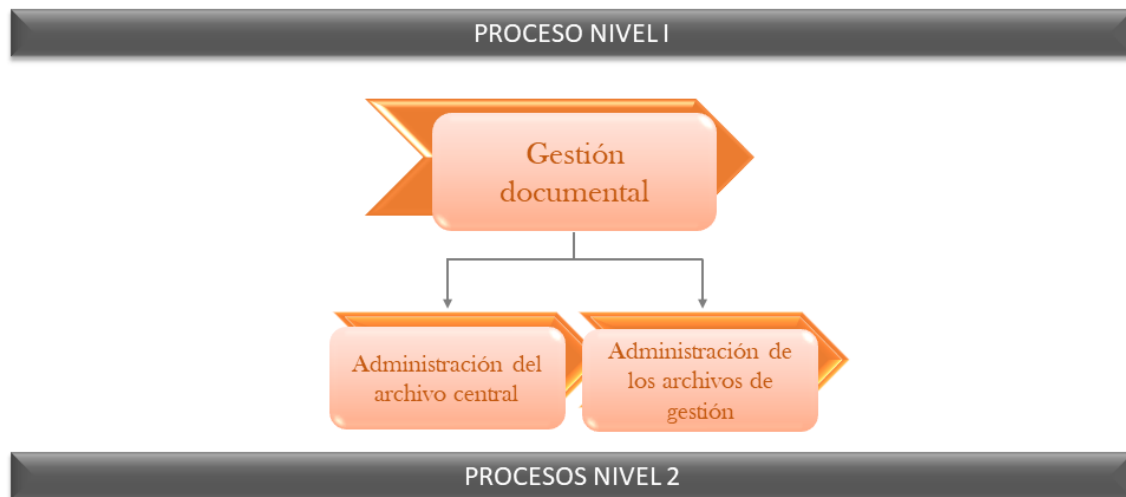 PROCESO NIVEL I
Gestión
documental
Administración del
archivo central
Administración de
los archivos de
gestión
PROCESOS NIVEL 2